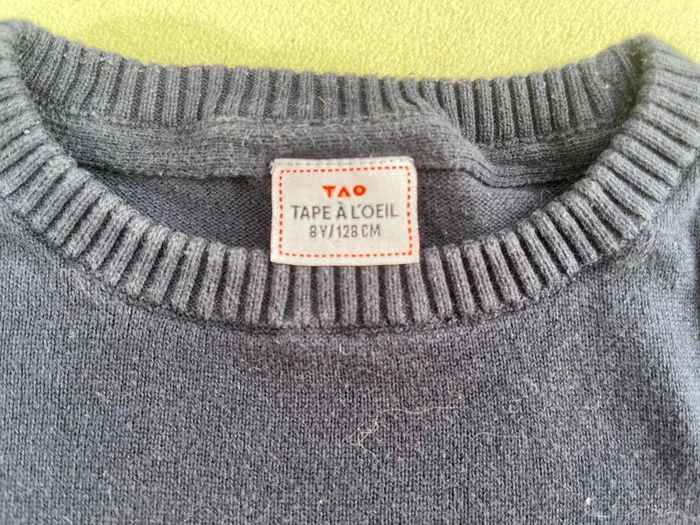 TAO
TAPE À L'OEIL
8Y/128 CM